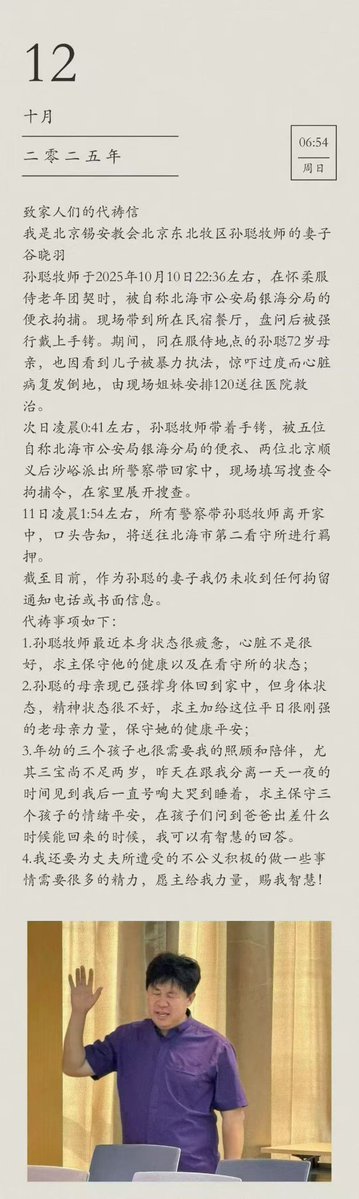 12
十月
二零二五年
06:54
周日
致家人们的代祷信
我是北京锡安教会北京东北牧区孙聪牧师的妻子
谷晓羽
孙聪牧师于2025年10月10日22:36左右，在怀柔服
侍老年团契时，被自称北海市公安局银海分局的
便衣拘捕。现场带到所在民宿餐厅，盘问后被强
行戴上手铐。期间，同在服侍地点的孙聪72岁母
亲，也因看到儿子被暴力执法，惊吓过度而心脏
病复发倒地，由现场姐妹安排120送往医院救
治。
次日凌晨0:41左右，孙聪牧师带着手铐，被五位
自称北海市公安局银海分局的便衣、两位北京顺
义后沙峪派出所警察带回家中，现场填写搜查令
拘捕令，在家里展开搜查。
11日凌晨1:54左右，所有警察带孙聪牧师离开家
中，口头告知，将送往北海市第二看守所进行羁
押。
截至目前，作为孙聪的妻子我仍未收到任何拘留
通知电话或书面信息。
代祷事项如下：
1.孙聪牧师最近本身状态很疲惫，心脏不是很
好，求主保守他的健康以及在看守所的状态；
2.孙聪的母亲现已强撑身体回到家中，但身体状
态，精神状态很不好，求主加给这位平日很刚强
的老母亲力量，保守她的健康平安；
3.年幼的三个孩子也很需要我的照顾和陪伴，尤
其三宝尚不足两岁，昨天在跟我分离一天一夜的
时间见到我后一直号啕大哭到睡着，求主保守三
个孩子的情绪平安，在孩子们问到爸爸出差什么
时候能回来的时候，我可以有智慧的回答。
4.我还要为丈夫所遭受的不公义积极的做一些事
情需要很多的精力，愿主给我力量，赐我智慧！